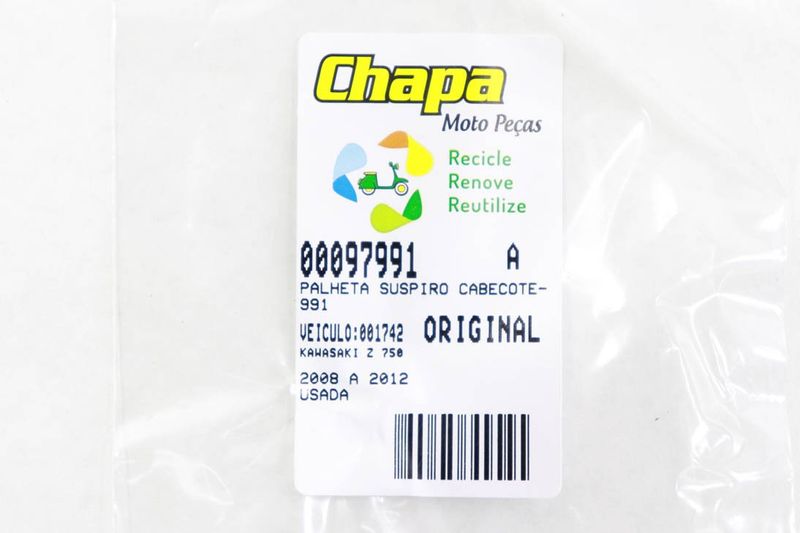 Chapa
Moto Peças
Recicle
Renove
Reutilize
00097991 A
PALHETA SUSPIRO CABECOTE-
991
VEICULO:001742 ORIGINAL
KAWASAKI Z 750
2008 A 2012
USADA